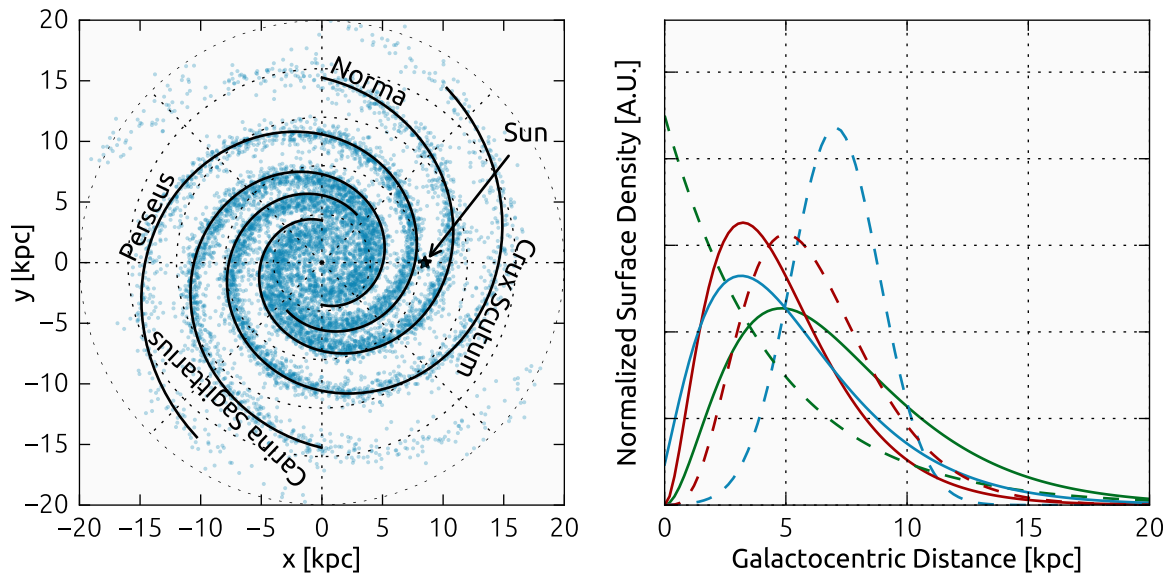 20
15
10
5
0
−5
−10
−15
20
−20
−15
−10
−5
0
5
10
15
20
x [kpc]
y [kpc]
Norma
Sun
Perseus
Crux Scutum
Carina Sagittarius
Normalized Surface Density [A.U.]
0
5
10
15
20
Galactocentric Distance [kpc]